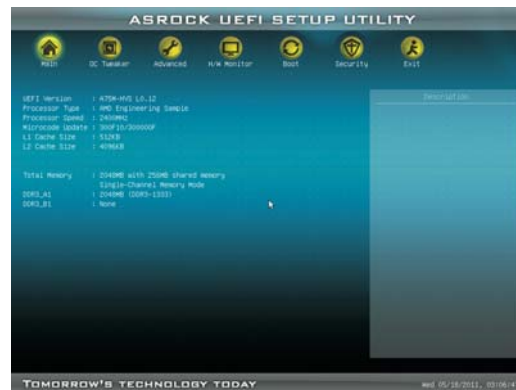 ASROCK UEFI SETUP UTILITY
Main OC Tweaker Advanced H/W Monitor Boot Security Exit
Description
UEFI Version : A75M-HVS L0.12
Processor Type : AMD Engineering Sample
Processor Speed : 2400MHz
Microcode Update : 300F10/300000F
L1 Cache Size : 512KB
L2 Cache Size : 4096KB
Total Memory : 2048MB with 256MB shared memory
Single-Channel Memory Mode
DDR3_A1 : 2048MB (DDR3-1333)
DDR3_B1 : None
TOMORROW'S TECHNOLOGY TODAY
Wed 05/18/2011,